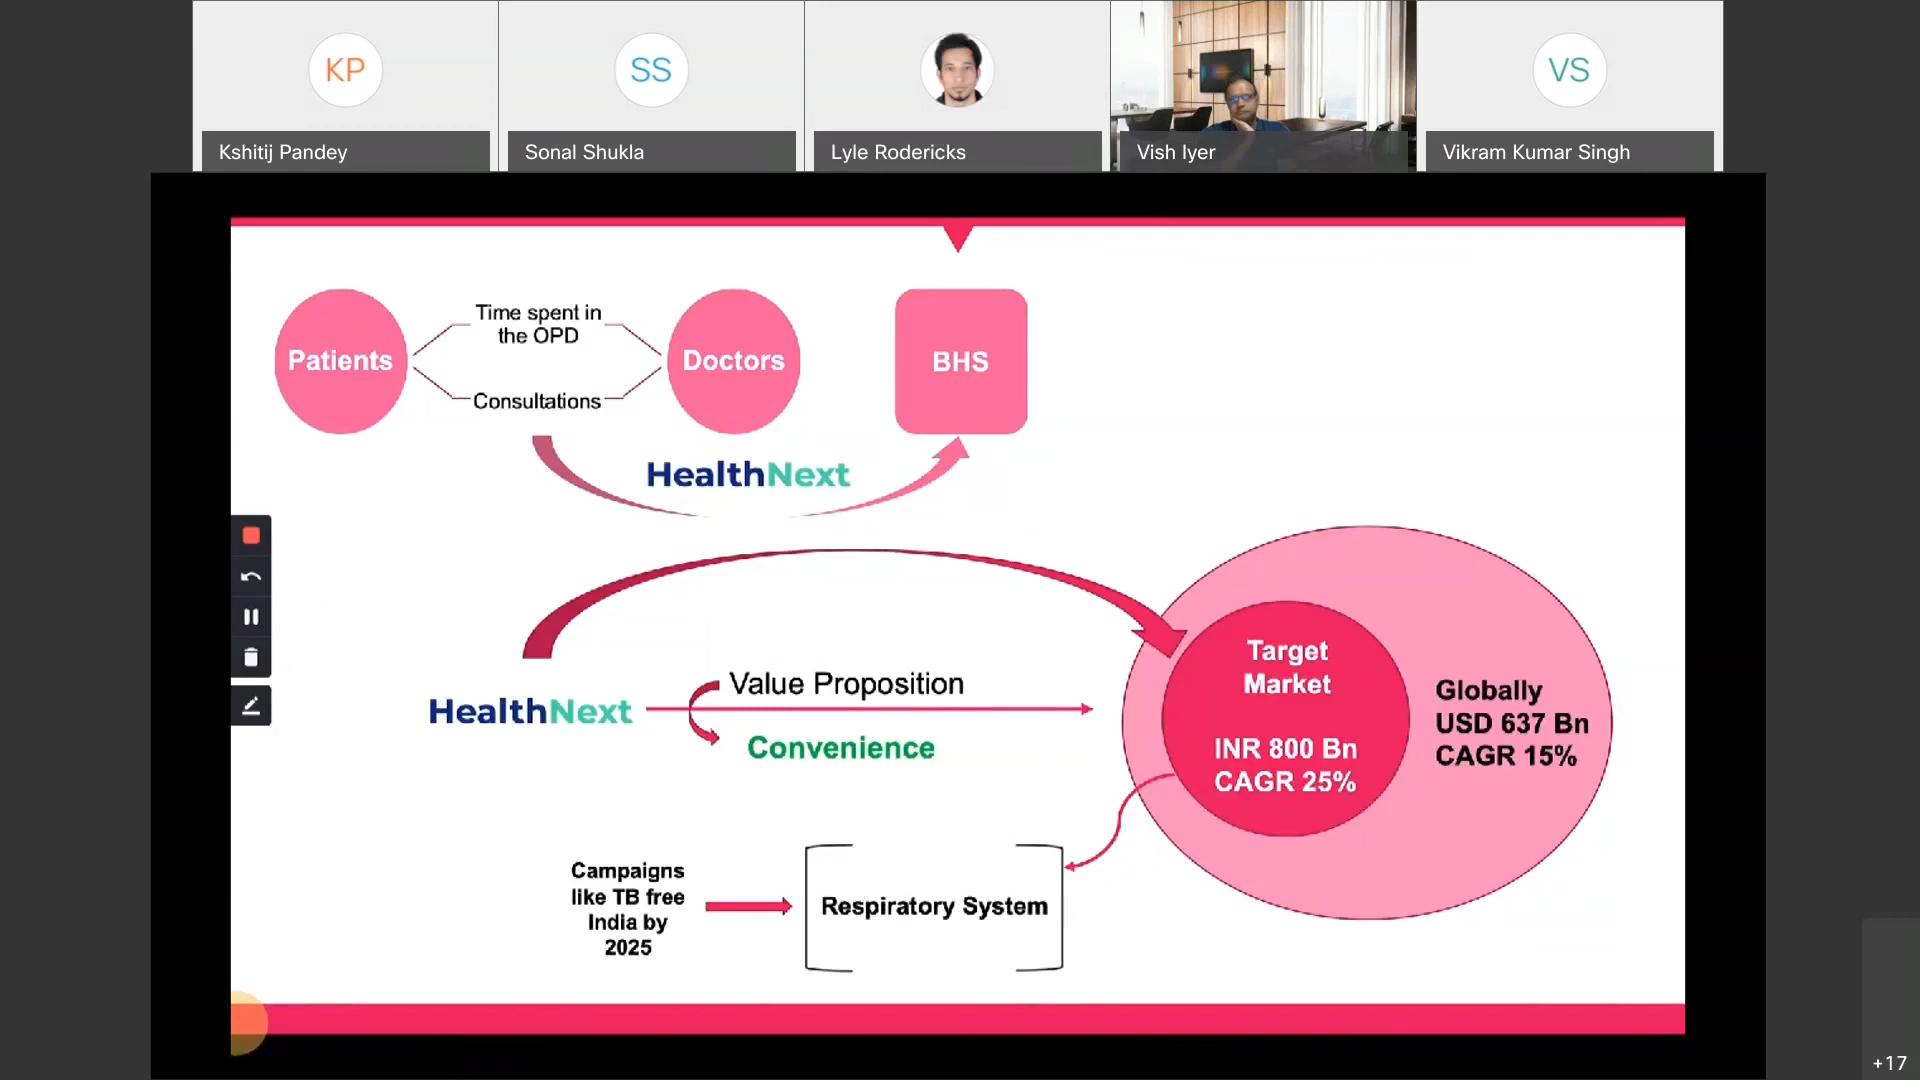 KP
SS
VS
Kshitij Pandey
Sonal Shukla
Lyle Rodericks
Vish Iyer
Vikram Kumar Singh
Patients
Time spent in
the OPD
Consultations
Doctors
BHS
HealthNext
HealthNext
Value Proposition
Convenience
Target
Market
INR 800 Bn
CAGR 25%
Globally
USD 637 Bn
CAGR 15%
Campaigns
like TB free
India by
2025
Respiratory System
+17